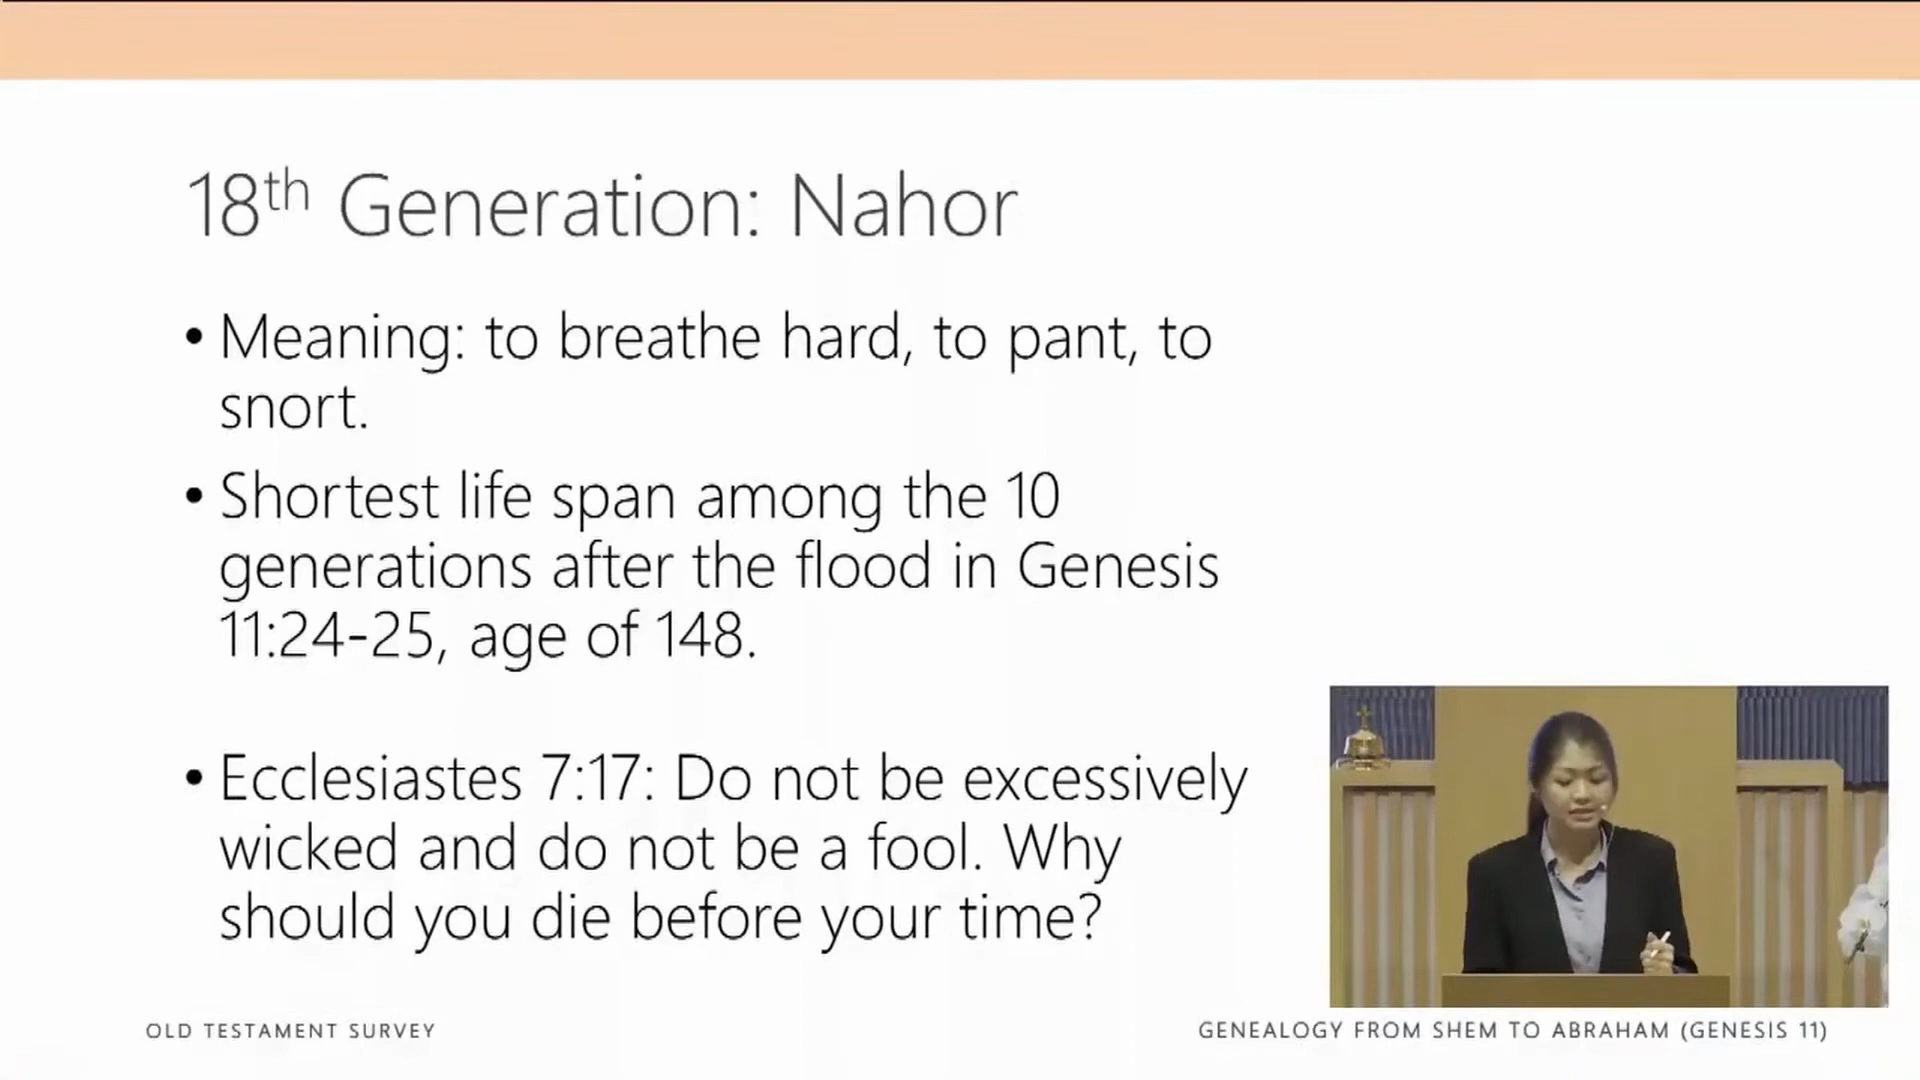 18th Generation: Nahor
• Meaning: to breathe hard, to pant, to
snort.
• Shortest life span among the 10
generations after the flood in Genesis
11:24-25, age of 148.
• Ecclesiastes 7:17: Do not be excessively
wicked and do not be a fool. Why
should you die before your time?
OLD TESTAMENT SURVEY
GENEALOGY FROM SHEM TO ABRAHAM (GENESIS 11)